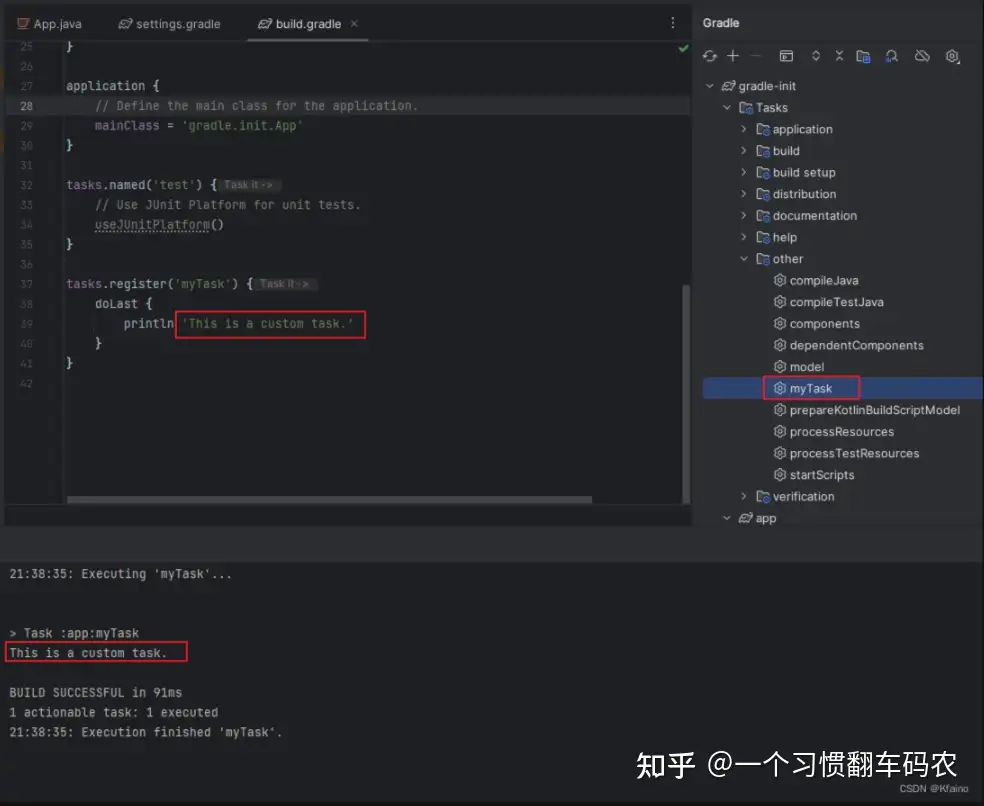 App.java settings.gradle build.gradle
Gradle
25 }
26
27 application {
28 // Define the main class for the application.
29 mainClass = 'gradle.init.App'
30 }
31
32 tasks.named('test') { Task it ->
33 // Use JUnit Platform for unit tests.
34 useJUnitPlatform()
35 }
36
37 tasks.register('myTask') { Task it ->
38 doLast {
39 println 'This is a custom task.'
40 }
41 }
42
gradle-init
Tasks
application
build
build setup
distribution
documentation
help
other
compileJava
compileTestJava
components
dependentComponents
model
myTask
prepareKotlinBuildScriptModel
processResources
processTestResources
startScripts
verification
app
21:38:35: Executing 'myTask'...
> Task :app:myTask
This is a custom task.
BUILD SUCCESSFUL in 91ms
1 actionable task: 1 executed
21:38:35: Execution finished 'myTask'.
知乎 @一个习惯翻车码农
CSDN @Kfaino